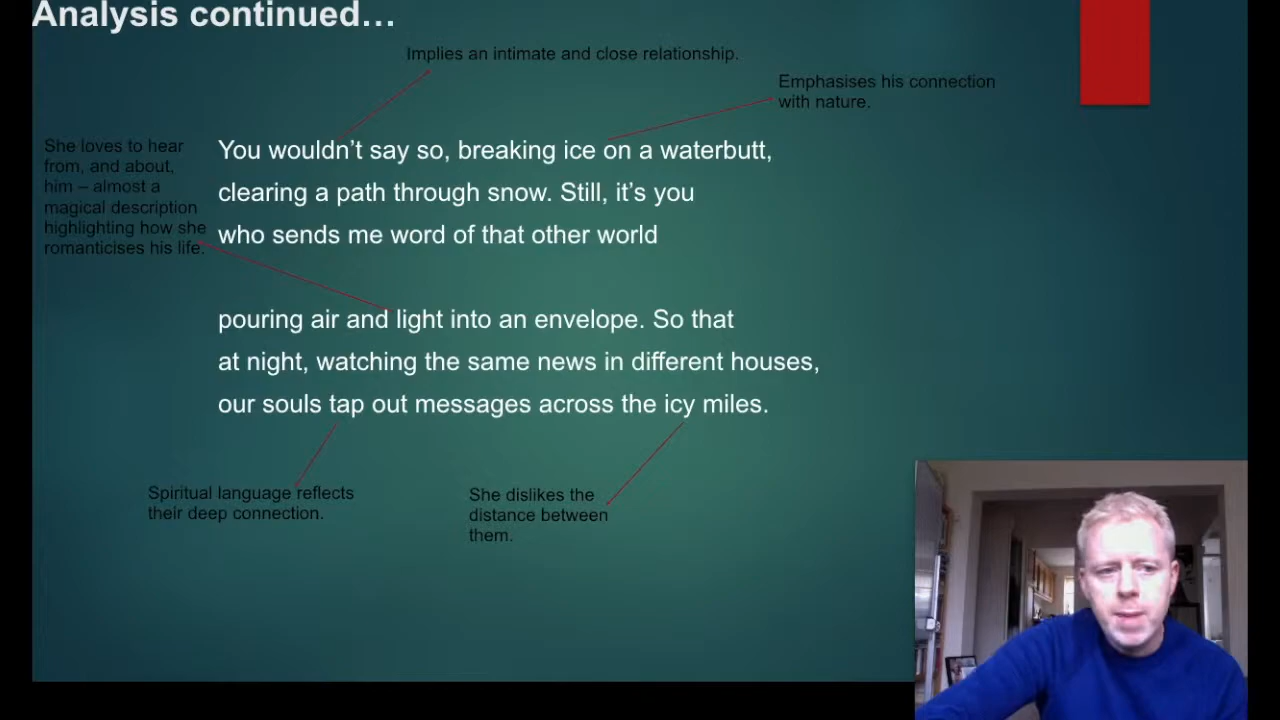 Analysis continued…
Implies an intimate and close relationship.
Emphasises his connection
with nature.
She loves to hear
from, and about,
him – almost a
magical description
highlighting how she
romanticises his life.
You wouldn’t say so, breaking ice on a waterbutt,
clearing a path through snow. Still, it’s you
who sends me word of that other world
pouring air and light into an envelope. So that
at night, watching the same news in different houses,
our souls tap out messages across the icy miles.
Spiritual language reflects
their deep connection.
She dislikes the
distance between
them.